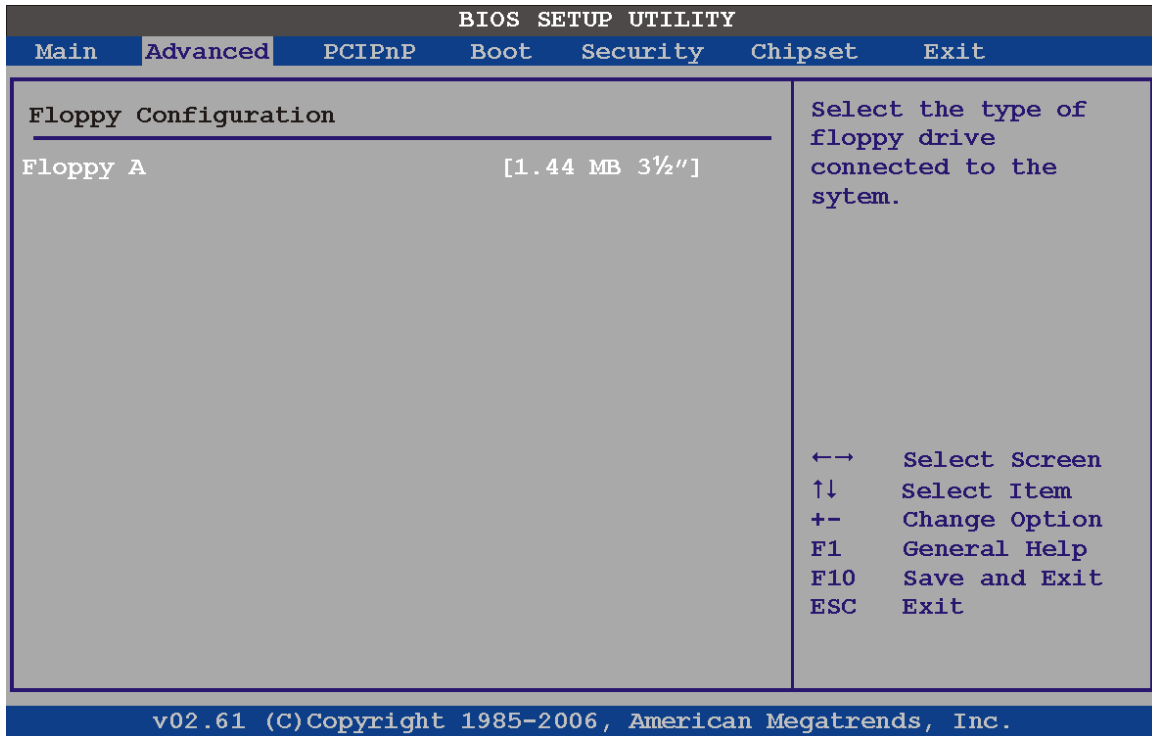 BIOS SETUP UTILITY
Main Advanced PCIPnP Boot Security Chipset Exit
Floppy Configuration
Floppy A [1.44 MB 3½″]
Select the type of
floppy drive
connected to the
sytem.
←→ Select Screen
↑↓ Select Item
+- Change Option
F1 General Help
F10 Save and Exit
ESC Exit
v02.61 (C)Copyright 1985-2006, American Megatrends, Inc.